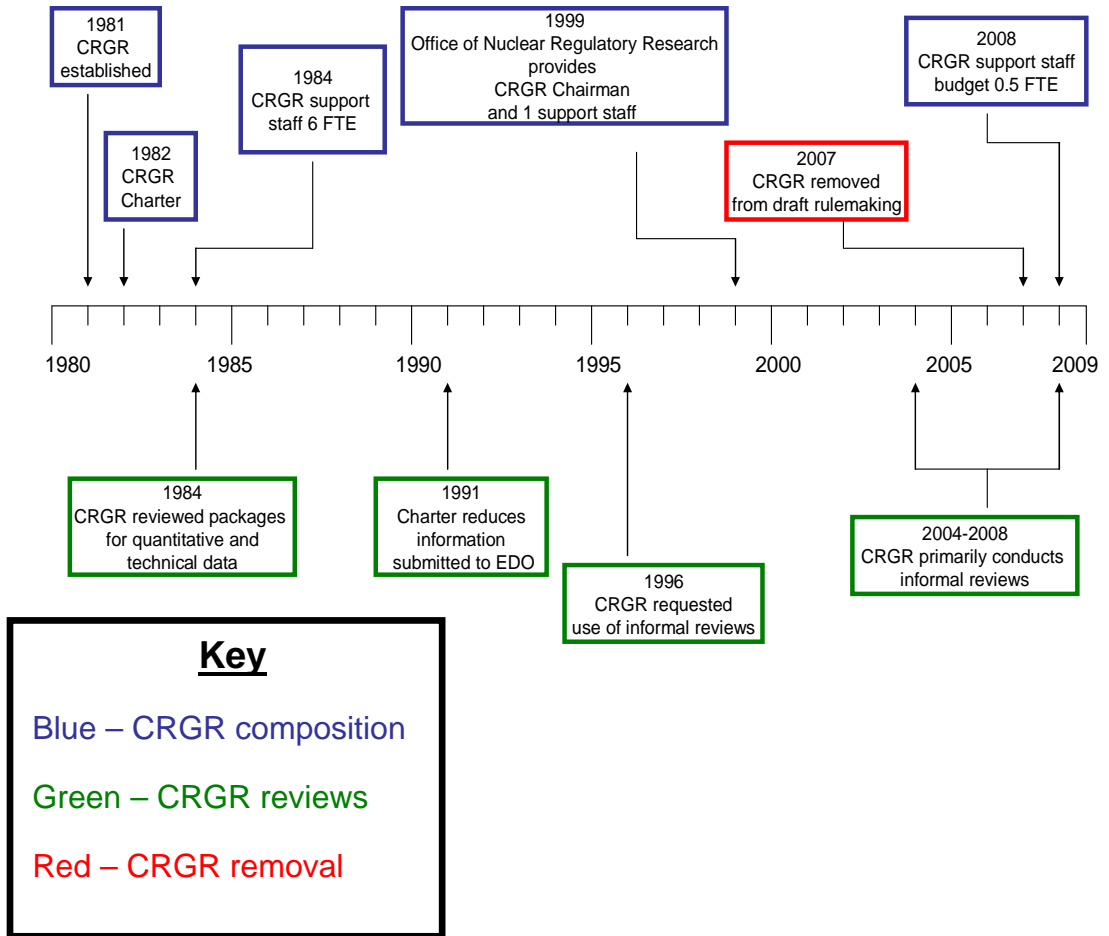 1981
CRGR
established
1982
CRGR
Charter
1984
CRGR support
staff 6 FTE
1999
Office of Nuclear Regulatory Research
provides
CRGR Chairman
and 1 support staff
2007
CRGR removed
from draft rulemaking
2008
CRGR support staff
budget 0.5 FTE
1980
1985
1990
1995
2000
2005
2009
1984
CRGR reviewed packages
for quantitative and
technical data
1991
Charter reduces
information
submitted to EDO
1996
CRGR requested
use of informal reviews
2004-2008
CRGR primarily conducts
informal reviews
Key
Blue – CRGR composition
Green – CRGR reviews
Red – CRGR removal